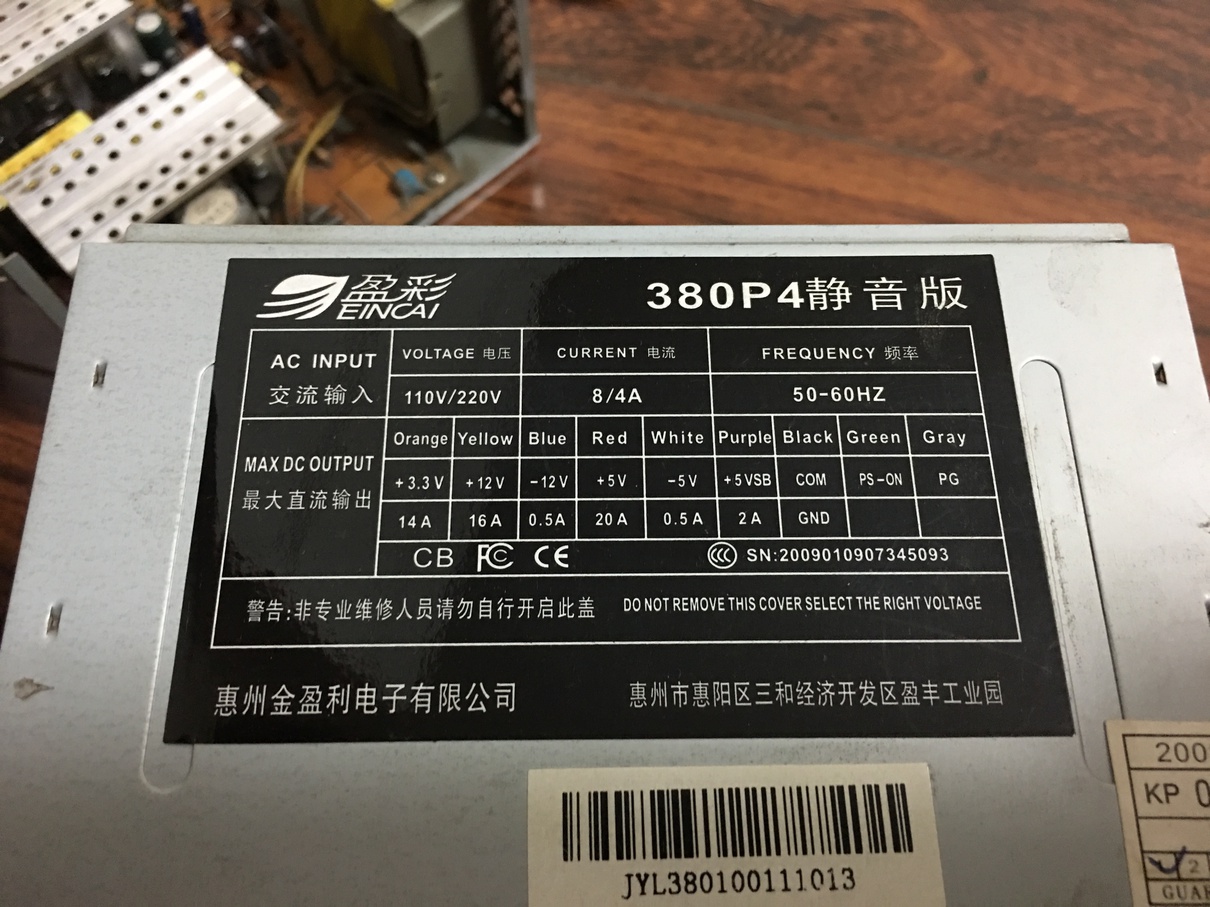 盈彩
EINCAI
380P4静音版
AC INPUT
交流输入
VOLTAGE 电压 CURRENT 电流 FREQUENCY 频率
110V/220V 8/4A 50-60HZ
MAX DC OUTPUT
最大直流输出
Orange Yellow Blue Red White Purple Black Green Gray
+3.3V +12V -12V +5V -5V +5VSB COM PS-ON PG
14A 16A 0.5A 20A 0.5A 2A GND
CB FC CE CCC SN:2009010907345093
警告:非专业维修人员请勿自行开启此盖 DO NOT REMOVE THIS COVER SELECT THE RIGHT VOLTAGE
惠州金盈利电子有限公司 惠州市惠阳区三和经济开发区盈丰工业园
JYL380100111013
200
KP 0
2
GUAR